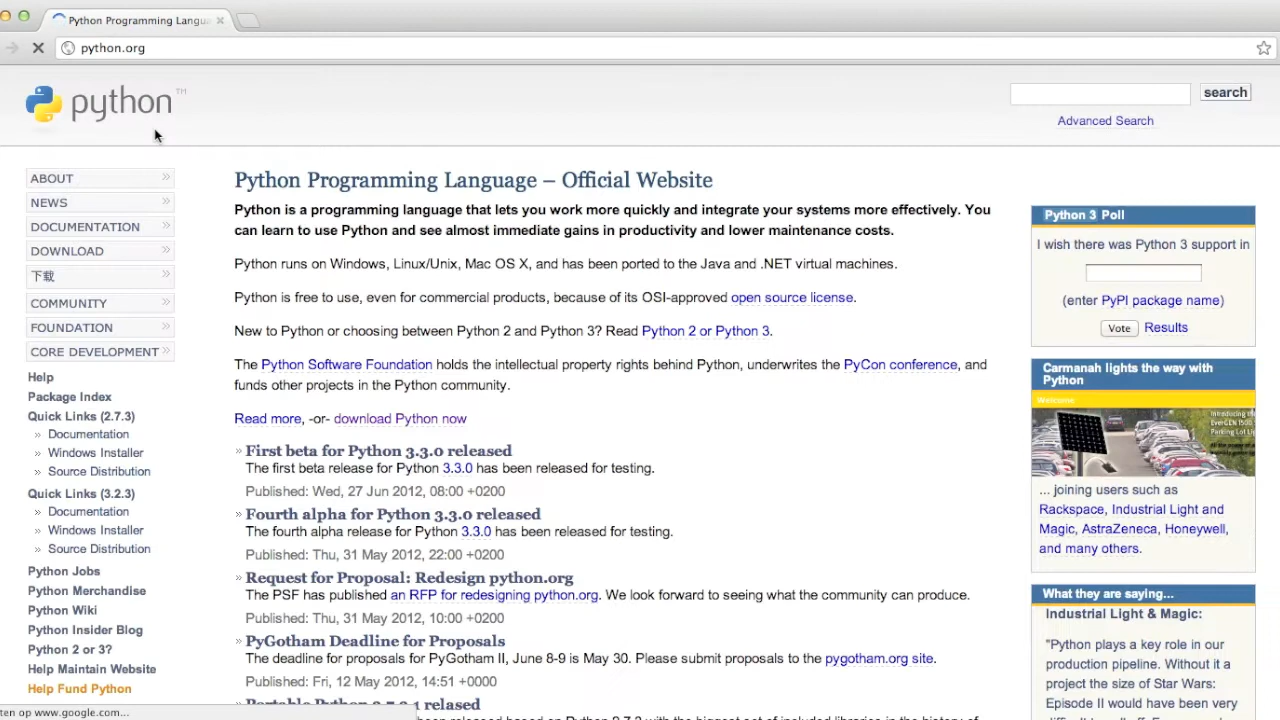 Python Programming Langua
python.org
python™
search
Advanced Search
ABOUT »
NEWS »
DOCUMENTATION »
DOWNLOAD »
下载 »
COMMUNITY »
FOUNDATION »
CORE DEVELOPMENT »
Help
Package Index
Quick Links (2.7.3)
» Documentation
» Windows Installer
» Source Distribution
Quick Links (3.2.3)
» Documentation
» Windows Installer
» Source Distribution
Python Jobs
Python Merchandise
Python Wiki
Python Insider Blog
Python 2 or 3?
Help Maintain Website
Help Fund Python
ten op www.google.com...
Python Programming Language – Official Website
Python is a programming language that lets you work more quickly and integrate your systems more effectively. You
can learn to use Python and see almost immediate gains in productivity and lower maintenance costs.
Python runs on Windows, Linux/Unix, Mac OS X, and has been ported to the Java and .NET virtual machines.
Python is free to use, even for commercial products, because of its OSI-approved open source license.
New to Python or choosing between Python 2 and Python 3? Read Python 2 or Python 3.
The Python Software Foundation holds the intellectual property rights behind Python, underwrites the PyCon conference, and
funds other projects in the Python community.
Read more, -or- download Python now
» First beta for Python 3.3.0 released
The first beta release for Python 3.3.0 has been released for testing.
Published: Wed, 27 Jun 2012, 08:00 +0200
» Fourth alpha for Python 3.3.0 released
The fourth alpha release for Python 3.3.0 has been released for testing.
Published: Thu, 31 May 2012, 22:00 +0200
» Request for Proposal: Redesign python.org
The PSF has published an RFP for redesigning python.org. We look forward to seeing what the community can produce.
Published: Thu, 31 May 2012, 10:00 +0200
» PyGotham Deadline for Proposals
The deadline for proposals for PyGotham II, June 8-9 is May 30. Please submit proposals to the pygotham.org site.
Published: Fri, 12 May 2012, 14:51 +0000
Python 3 Poll
I wish there was Python 3 support in
(enter PyPI package name)
Vote Results
Carmanah lights the way with
Python
Welcome
Introducing
EverGEN 1500
Parking Lot
... joining users such as
Rackspace, Industrial Light and
Magic, AstraZeneca, Honeywell,
and many others.
What they are saying...
Industrial Light & Magic:
"Python plays a key role in our
production pipeline. Without it a
project the size of Star Wars:
Episode II would have been very